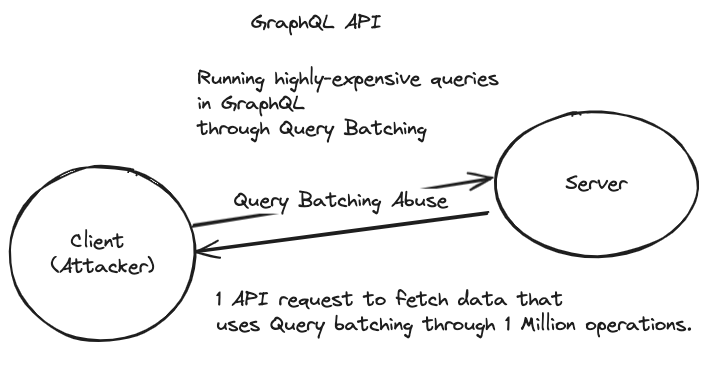 GraphQL API
Running highly-expensive queries
in GraphQL
through Query Batching
Server
Query Batching Abuse
Client
(Attacker)
1 API request to fetch data that
uses Query batching through 1 Million operations.